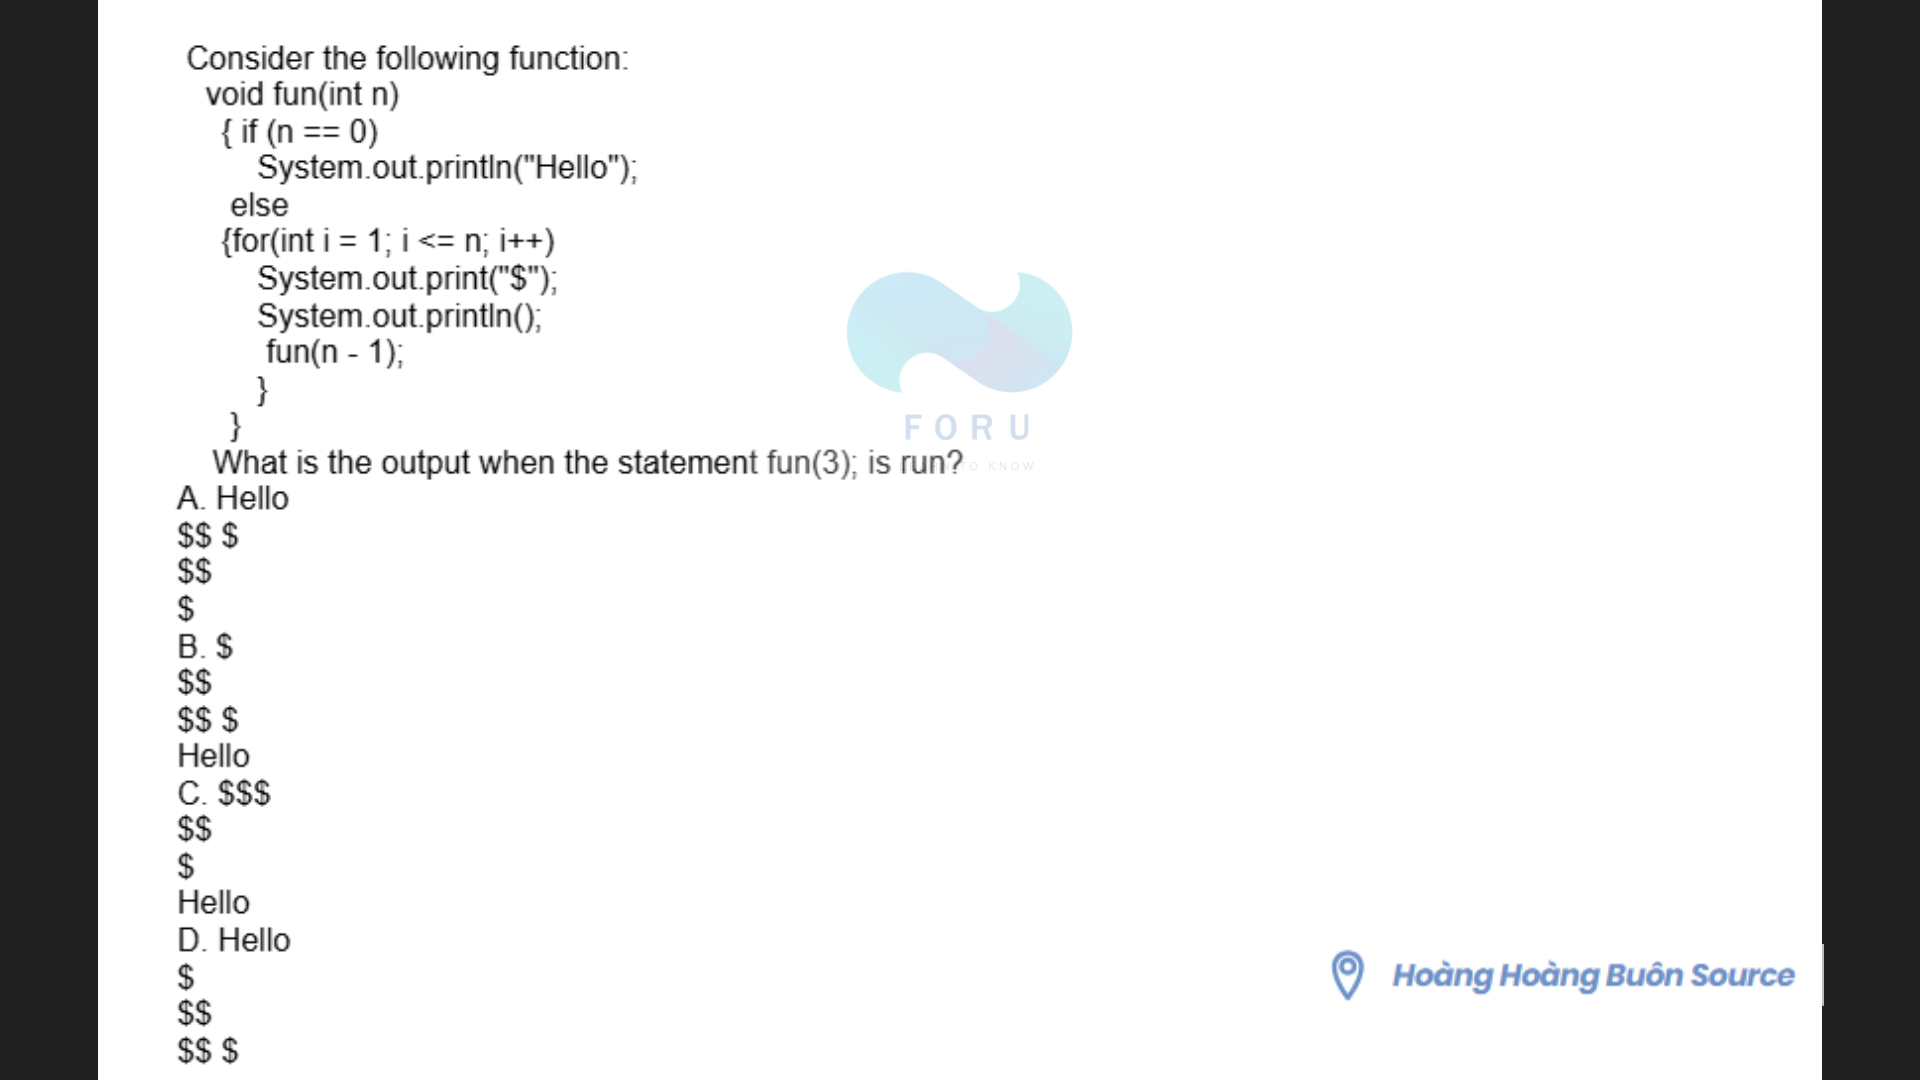 Consider the following function:
void fun(int n)
{ if (n == 0)
System.out.println("Hello");
else
{for(int i = 1; i <= n; i++)
System.out.print("$");
System.out.println();
fun(n - 1);
}
}
What is the output when the statement fun(3); is run?
A. Hello
$$ $
$$
$
B. $
$$
$$ $
Hello
C. $$$
$$
$
Hello
D. Hello
$
$$
$$ $
FORU
TO KNOW
Hoàng Hoàng Buôn Source